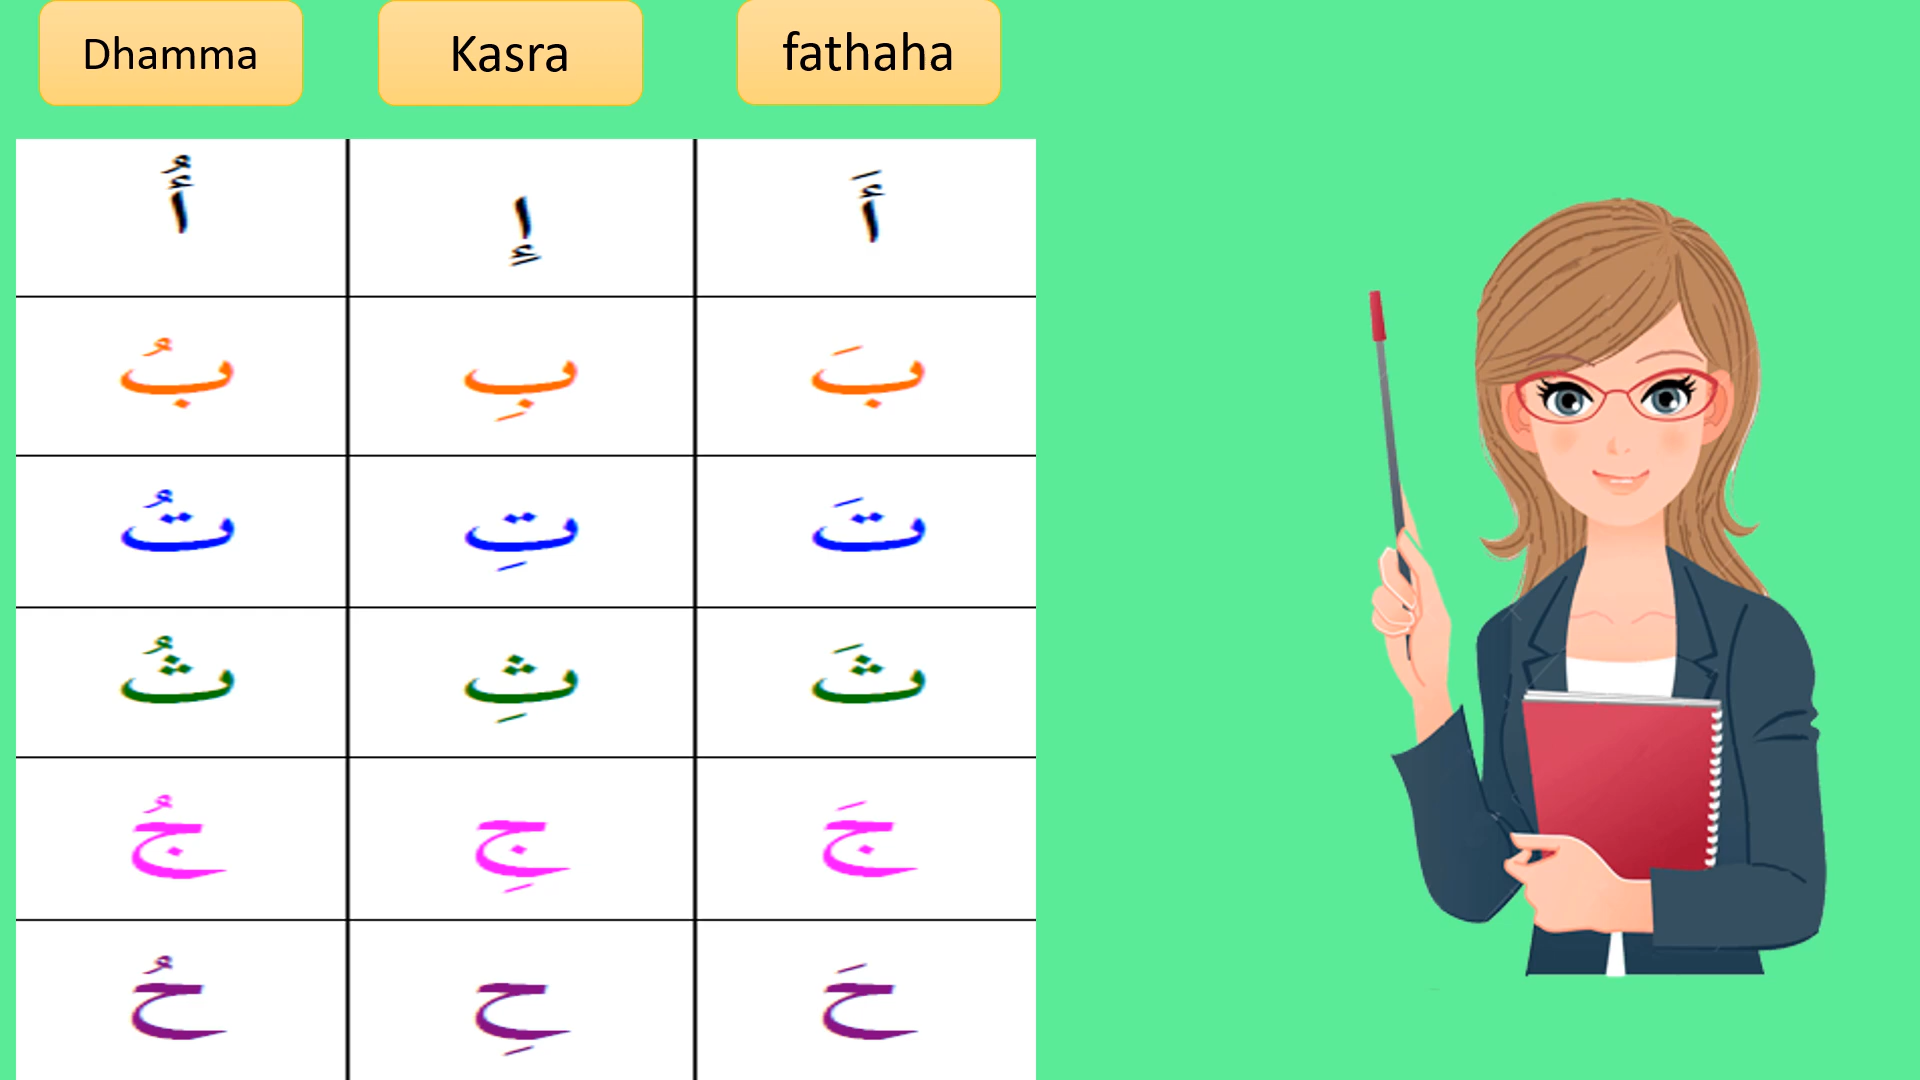 Dhamma Kasra fathaha
أَ إِ أُ
بَ بِ بُ
تَ تِ تُ
ثَ ثِ ثُ
جَ جِ جُ
حَ حِ حُ